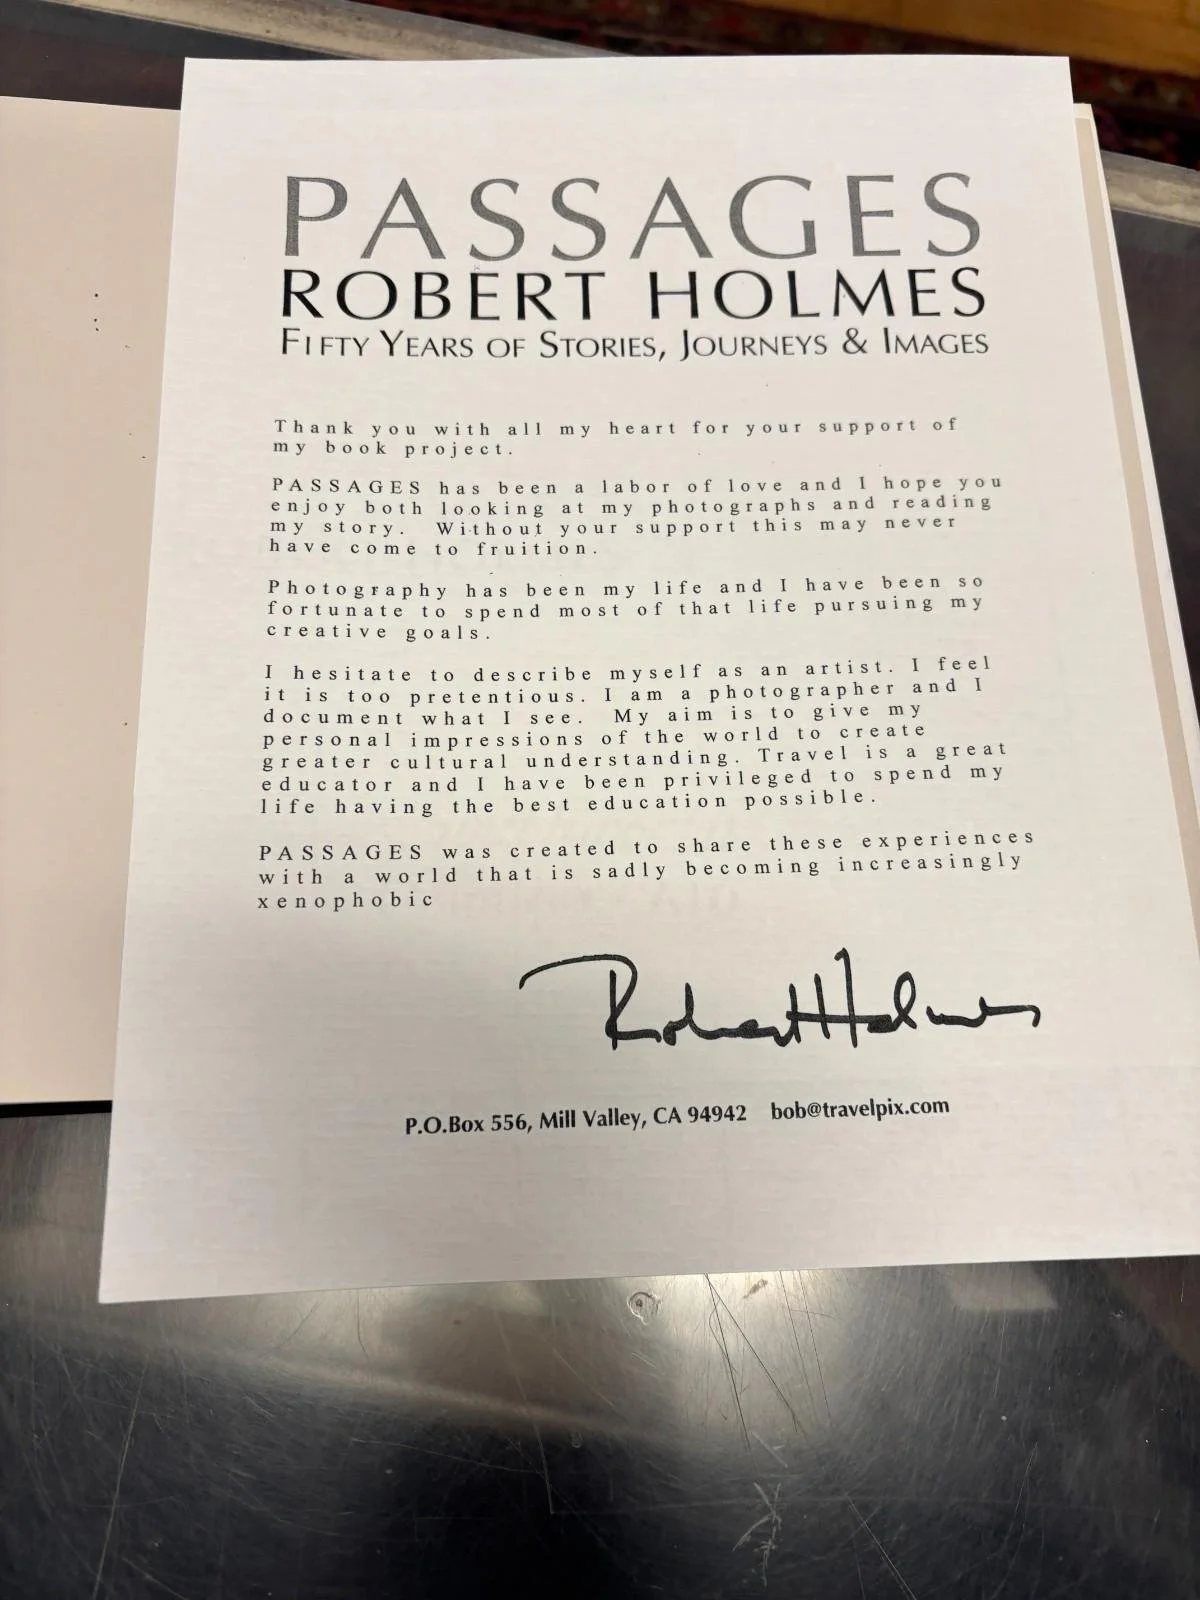 PASSAGES
ROBERT HOLMES
FIFTY YEARS OF STORIES, JOURNEYS & IMAGES
Thank you with all my heart for your support of
my book project.
PASSAGES has been a labor of love and I hope you
enjoy both looking at my photographs and reading
my story. Without your support this may never
have come to fruition.
Photography has been my life and I have been so
fortunate to spend most of that life pursuing my
creative goals.
I hesitate to describe myself as an artist. I feel
it is too pretentious. I am a photographer and I
document what I see. My aim is to give my
personal impressions of the world to create
greater cultural understanding. Travel is a great
educator and I have been privileged to spend my
life having the best education possible.
PASSAGES was created to share these experiences
with a world that is sadly becoming increasingly
xenophobic
Robert Holmes
P.O.Box 556, Mill Valley, CA 94942 bob@travelpix.com